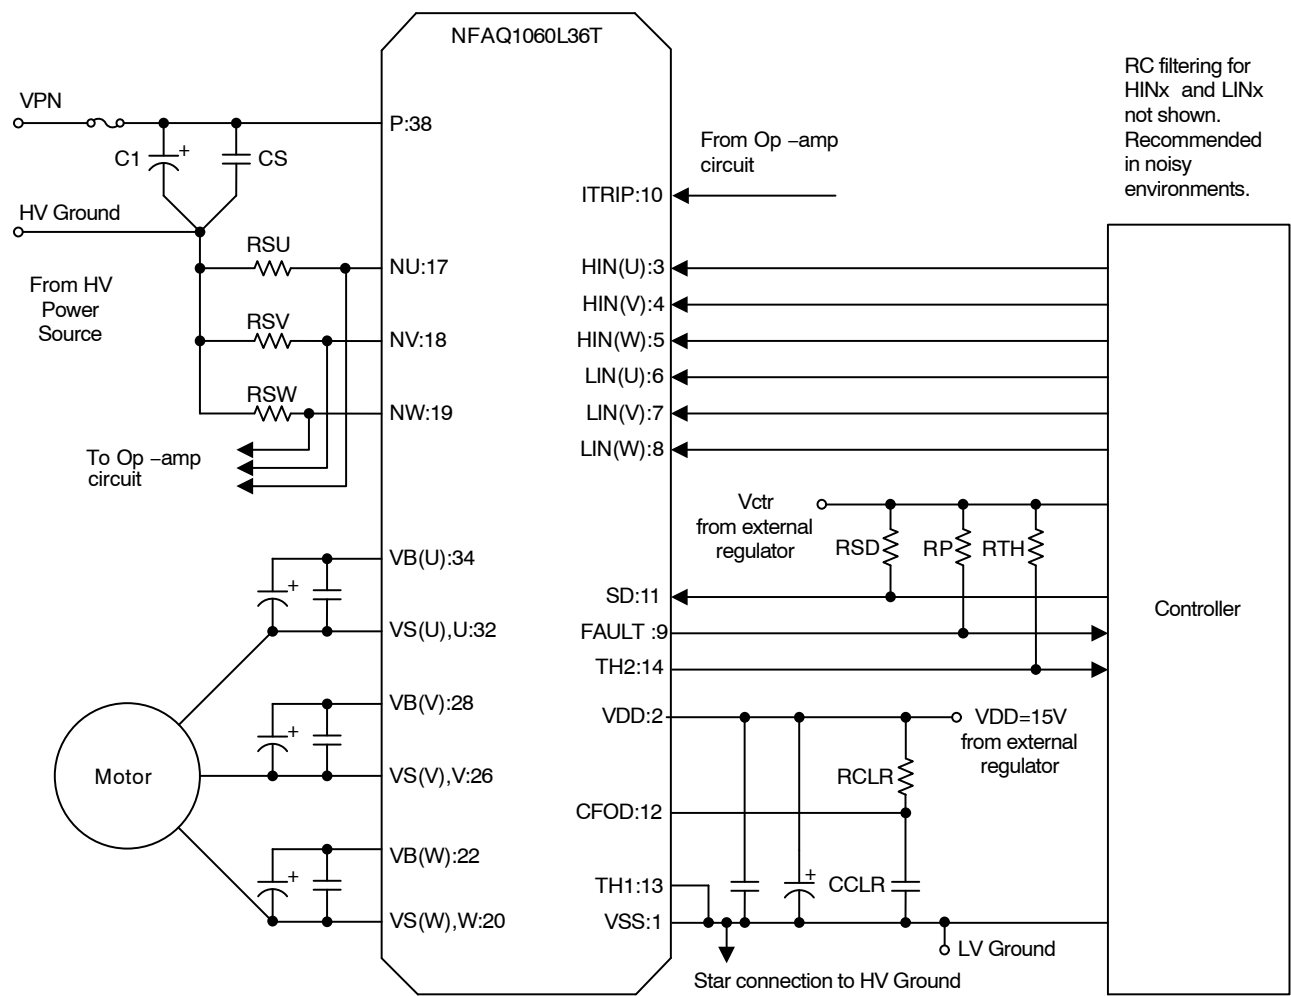 NFAQ1060L36T
RC filtering for
HINx and LINx
not shown.
Recommended
in noisy
environments.
VPN
P:38
C1
+
CS
From Op −amp
circuit
ITRIP:10
HV Ground
RSU
NU:17
HIN(U):3
From HV
Power
Source
HIN(V):4
RSV
NV:18
HIN(W):5
LIN(U):6
RSW
NW:19
LIN(V):7
LIN(W):8
To Op −amp
circuit
Vctr
from external
regulator
RSD
RP
RTH
VB(U):34
+
SD:11
Controller
VS(U),U:32
FAULT :9
TH2:14
VB(V):28
VDD:2
VDD=15V
from external
regulator
+
Motor
VS(V),V:26
RCLR
CFOD:12
VB(W):22
+
TH1:13
+
CCLR
VS(W),W:20
VSS:1
LV Ground
Star connection to HV Ground